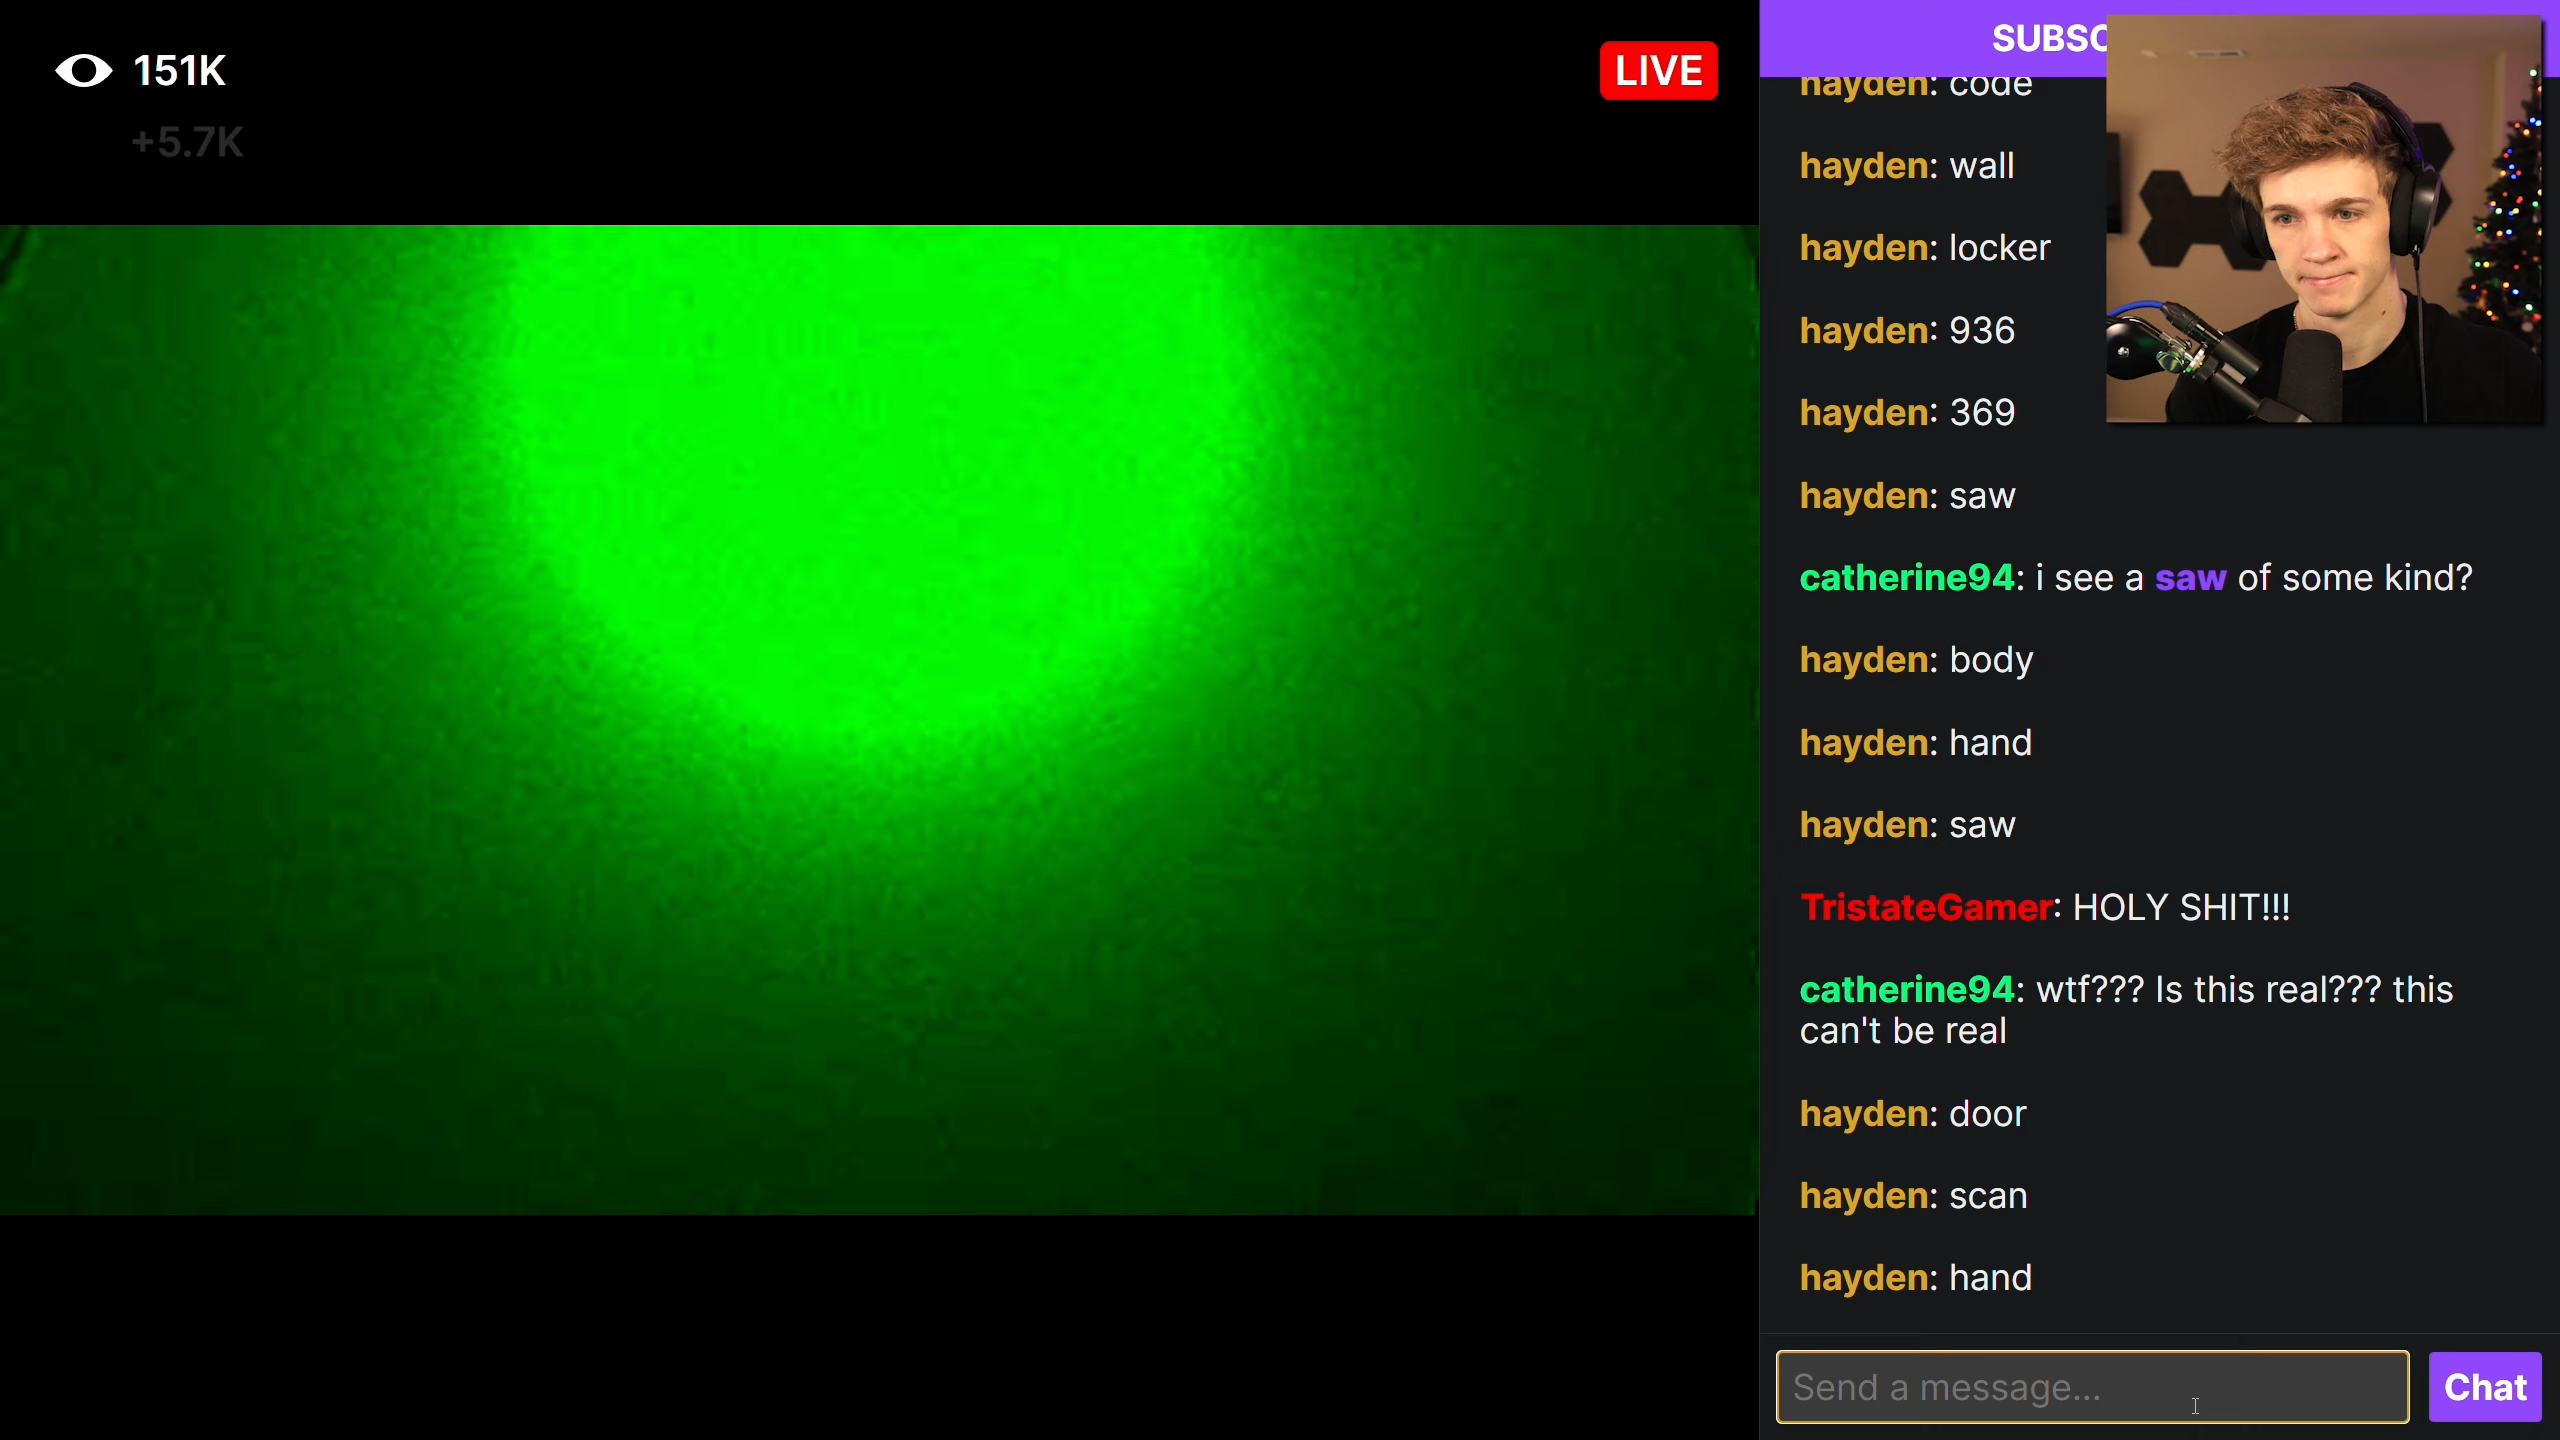 151K
+5.7K
LIVE
hayden: code
hayden: wall
hayden: locker
hayden: 936
hayden: 369
hayden: saw
catherine94: i see a saw of some kind?
hayden: body
hayden: hand
hayden: saw
TristateGamer: HOLY SHIT!!!
catherine94: wtf??? Is this real??? this
can't be real
hayden: door
hayden: scan
hayden: hand
Send a message...
Chat